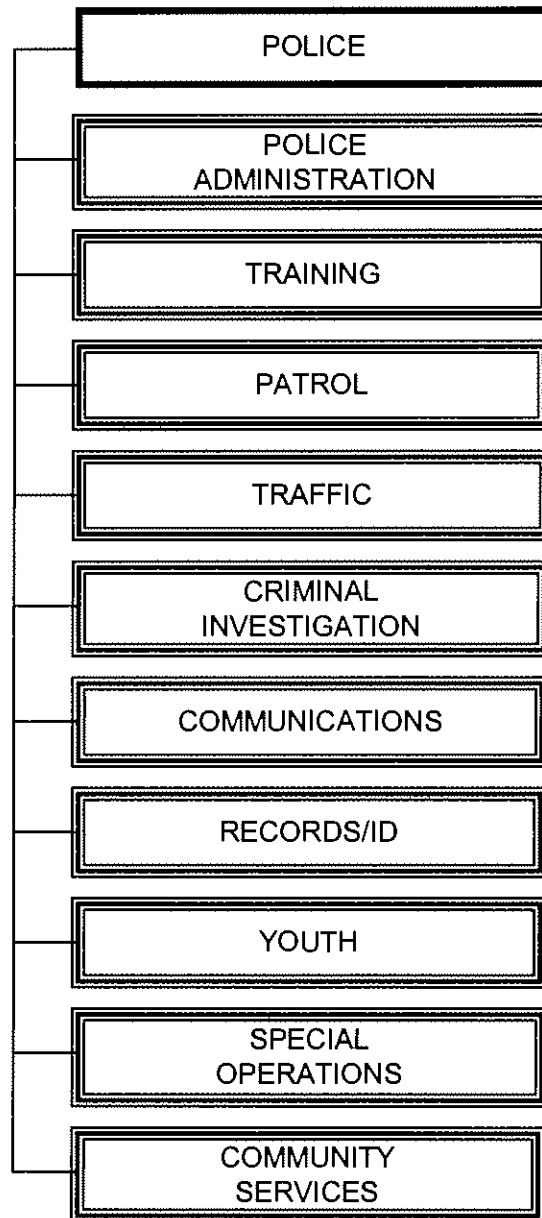 POLICE
POLICE
ADMINISTRATION
TRAINING
PATROL
TRAFFIC
CRIMINAL
INVESTIGATION
COMMUNICATIONS
RECORDS/ID
YOUTH
SPECIAL
OPERATIONS
COMMUNITY
SERVICES